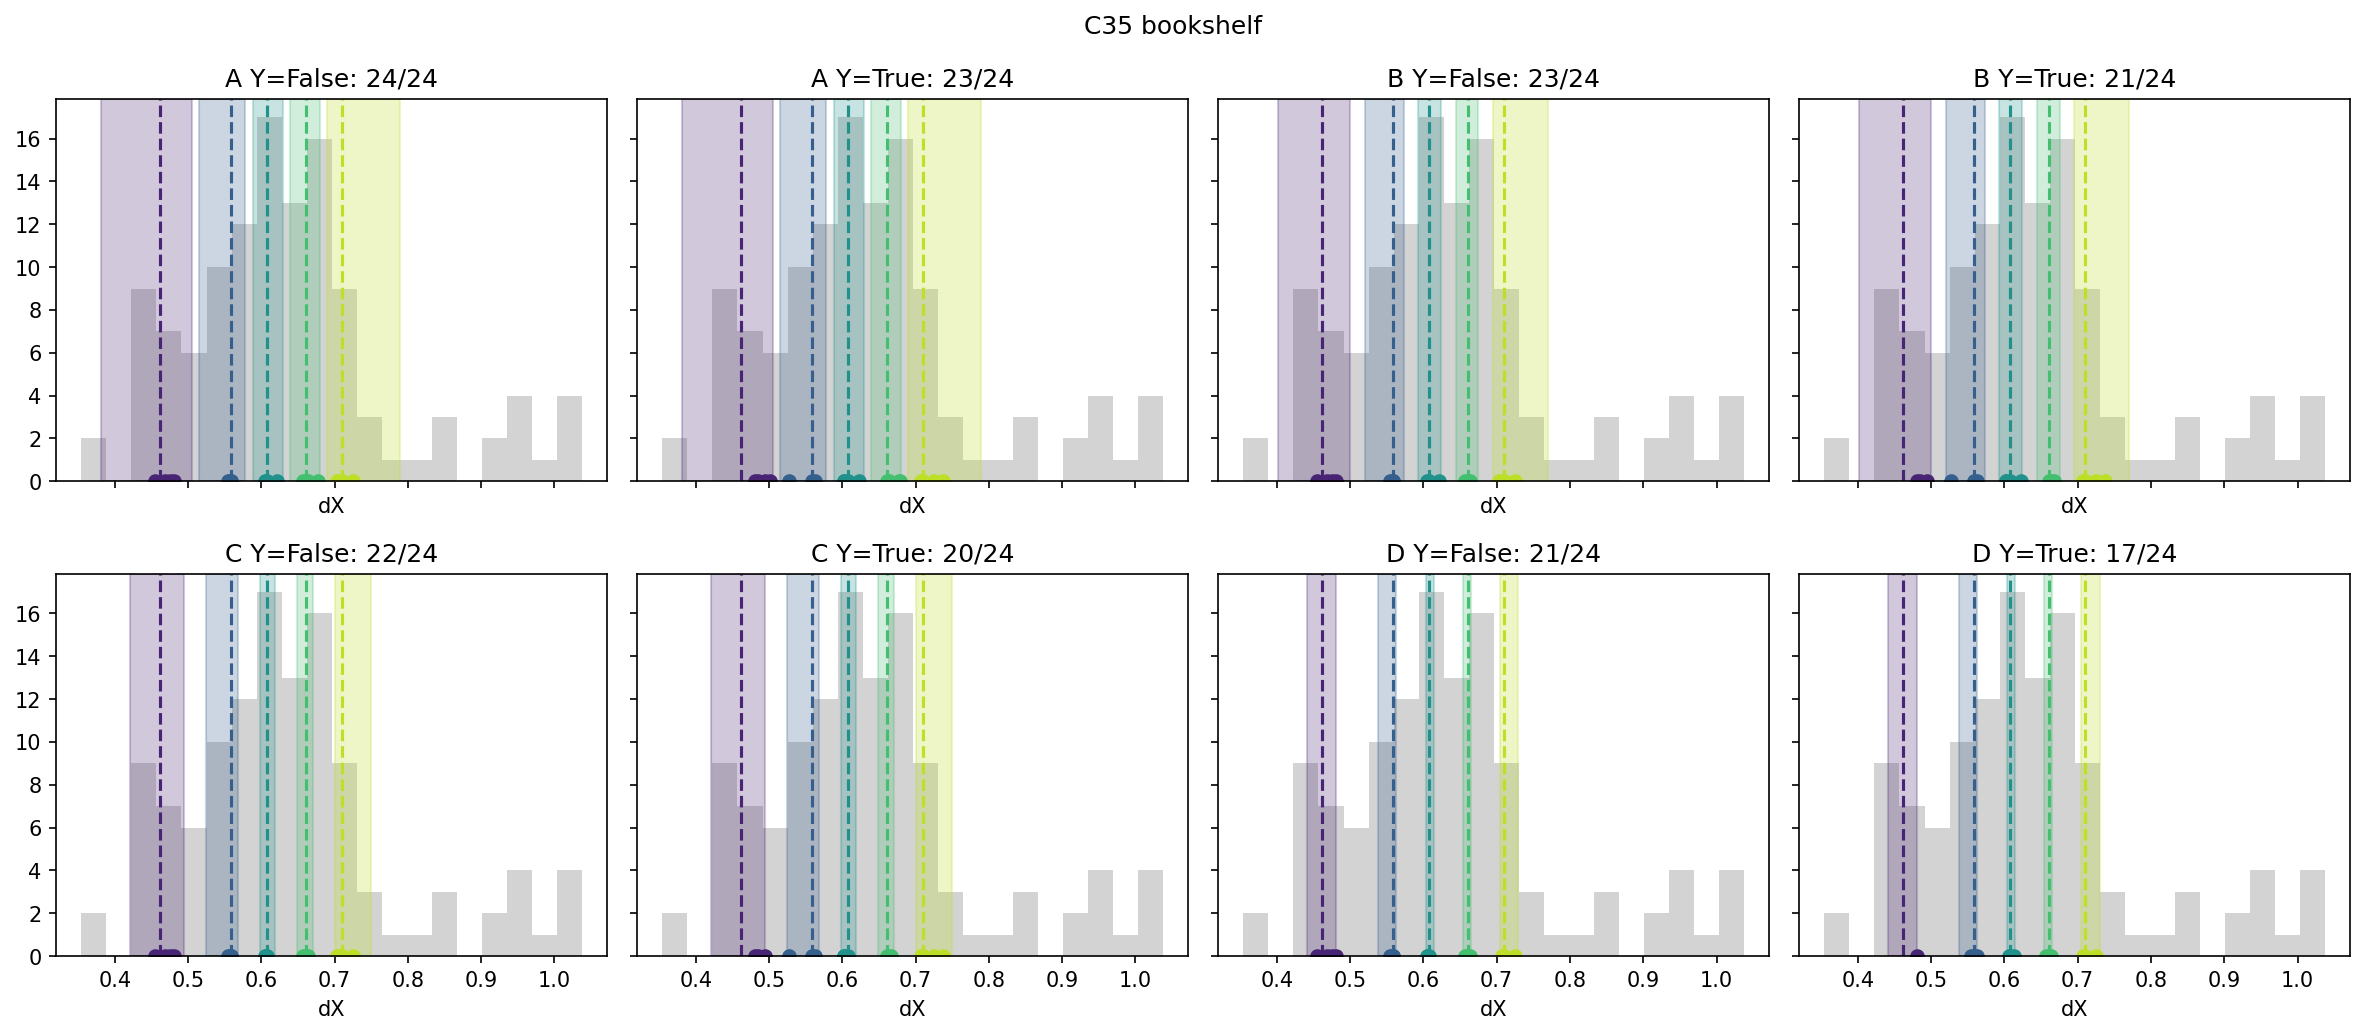 C35 bookshelf
A Y=False: 24/24
A Y=True: 23/24
B Y=False: 23/24
B Y=True: 21/24
16
14
12
10
8
6
4
2
0
dX
dX
dX
dX
C Y=False: 22/24
C Y=True: 20/24
D Y=False: 21/24
D Y=True: 17/24
16
14
12
10
8
6
4
2
0
0.4 0.5 0.6 0.7 0.8 0.9 1.0
0.4 0.5 0.6 0.7 0.8 0.9 1.0
0.4 0.5 0.6 0.7 0.8 0.9 1.0
0.4 0.5 0.6 0.7 0.8 0.9 1.0
dX
dX
dX
dX